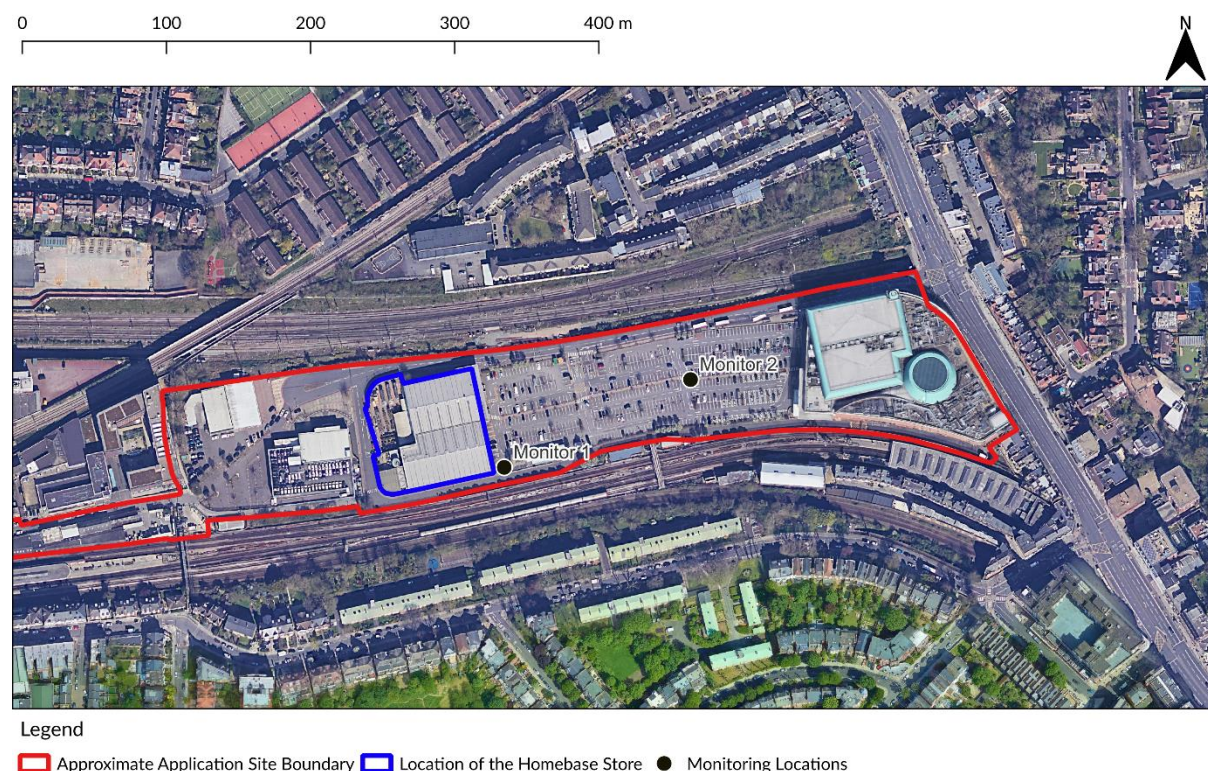 0 100 200 300 400 m
N
Monitor 2
Monitor 1
Legend
Approximate Application Site Boundary Location of the Homebase Store Monitoring Locations